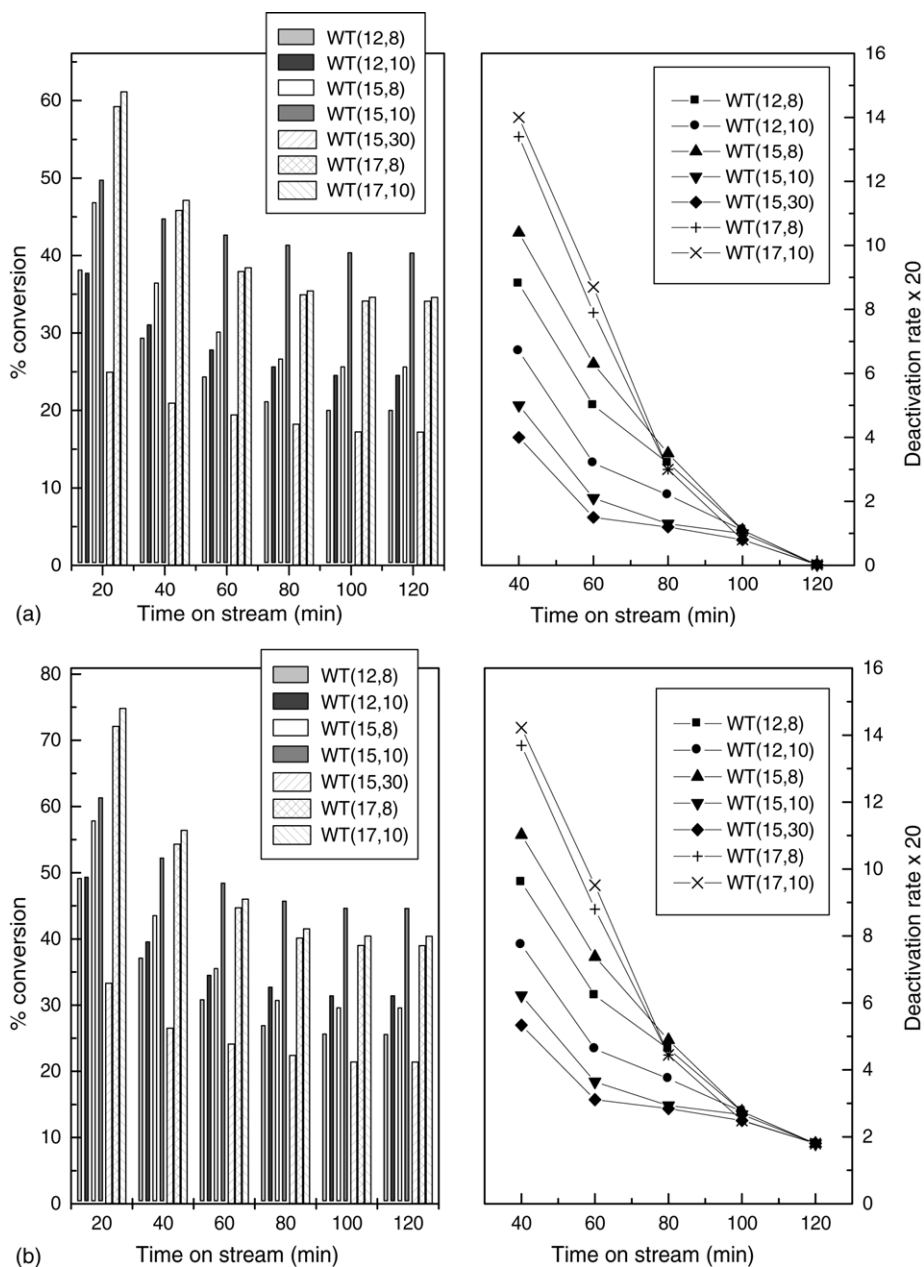 WT(12,8)
WT(12,10)
WT(15,8)
WT(15,10)
WT(15,30)
WT(17,8)
WT(17,10)
60
50
40
30
20
10
0
% conversion
20 40 60 80 100 120
Time on stream (min)
(a)
WT(12,8)
WT(12,10)
WT(15,8)
WT(15,10)
WT(15,30)
WT(17,8)
WT(17,10)
16
14
12
10
8
6
4
2
0
Deactivation rate x 20
40 60 80 100 120
Time on stream (min)
WT(12,8)
WT(12,10)
WT(15,8)
WT(15,10)
WT(15,30)
WT(17,8)
WT(17,10)
80
70
60
50
40
30
20
10
0
% conversion
20 40 60 80 100 120
Time on stream (min)
(b)
WT(12,8)
WT(12,10)
WT(15,8)
WT(15,10)
WT(15,30)
WT(17,8)
WT(17,10)
16
14
12
10
8
6
4
2
0
Deactivation rate x 20
40 60 80 100 120
Time on stream (min)